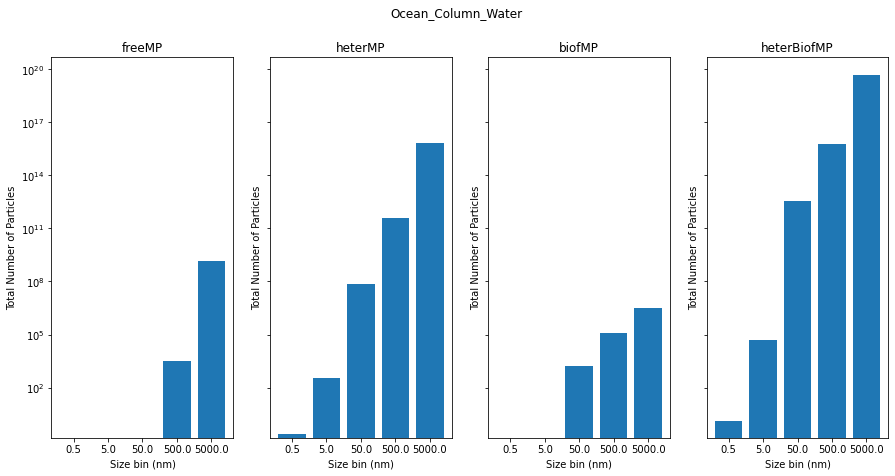 Ocean_Column_Water
freeMP
heterMP
biofMP
heterBiofMP
Total Number of Particles
10^20
10^17
10^14
10^11
10^8
10^5
10^2
0.5 5.0 50.0 500.0 5000.0
Size bin (nm)
Total Number of Particles
0.5 5.0 50.0 500.0 5000.0
Size bin (nm)
Total Number of Particles
0.5 5.0 50.0 500.0 5000.0
Size bin (nm)
Total Number of Particles
0.5 5.0 50.0 500.0 5000.0
Size bin (nm)